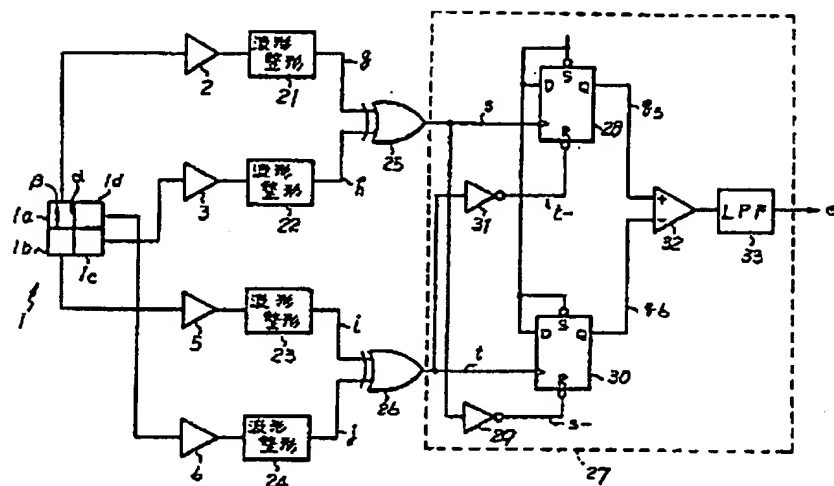 波形
整形
2
21
g
S
D
Q
28
q5
s
25
β
α
1d
1a
1b
1c
1
波形
整形
3
22
h
R
31
t-
+
-
32
LPF
33
e
波形
整形
5
23
i
S
D
Q
30
q6
t
26
R
29
s-
波形
整形
6
24
j
27